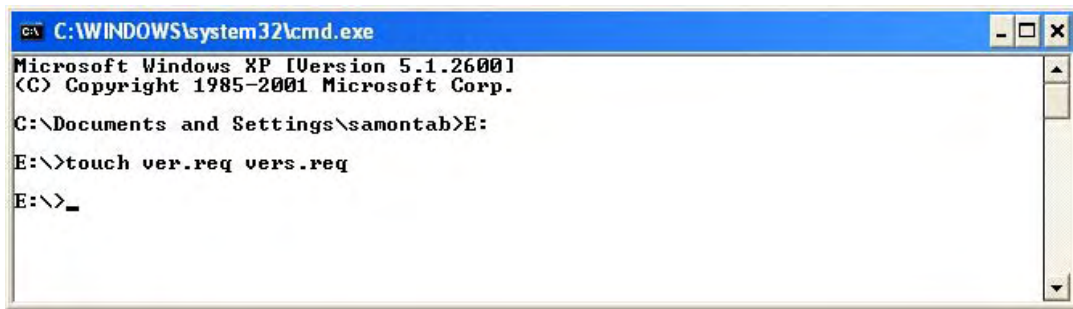 C:\WINDOWS\system32\cmd.exe
Microsoft Windows XP [Version 5.1.2600]
(C) Copyright 1985-2001 Microsoft Corp.
C:\Documents and Settings\samontab>E:
E:\>touch ver.req vers.req
E:\>_